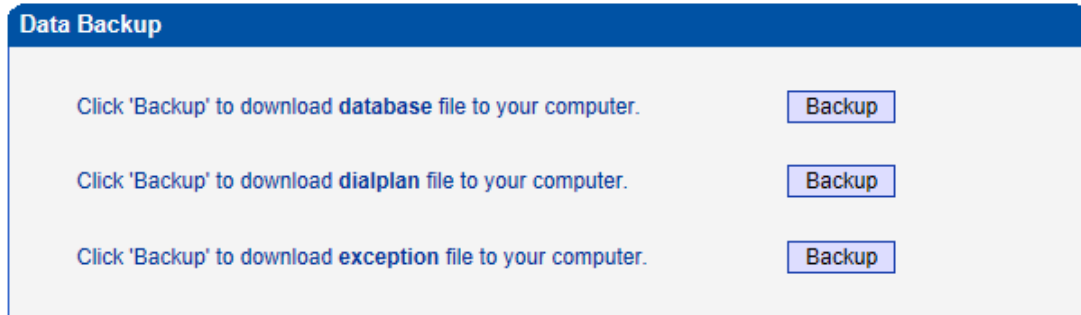 Data Backup
Click 'Backup' to download database file to your computer. Backup
Click 'Backup' to download dialplan file to your computer. Backup
Click 'Backup' to download exception file to your computer. Backup